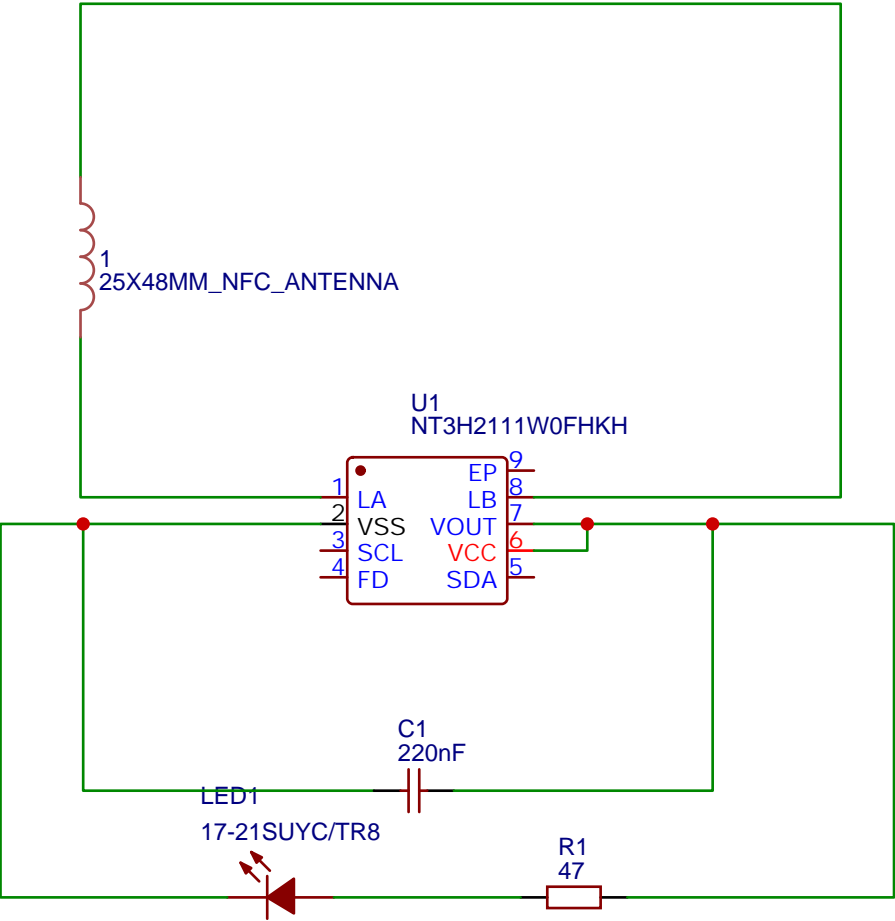 1
25X48MM_NFC_ANTENNA
U1
NT3H2111W0FHKH
EP 9
1 LA
LB 8
2 VSS
VOUT 7
3 SCL
VCC 6
4 FD
SDA 5
C1
220nF
LED1
17-21SUYC/TR8
R1
47